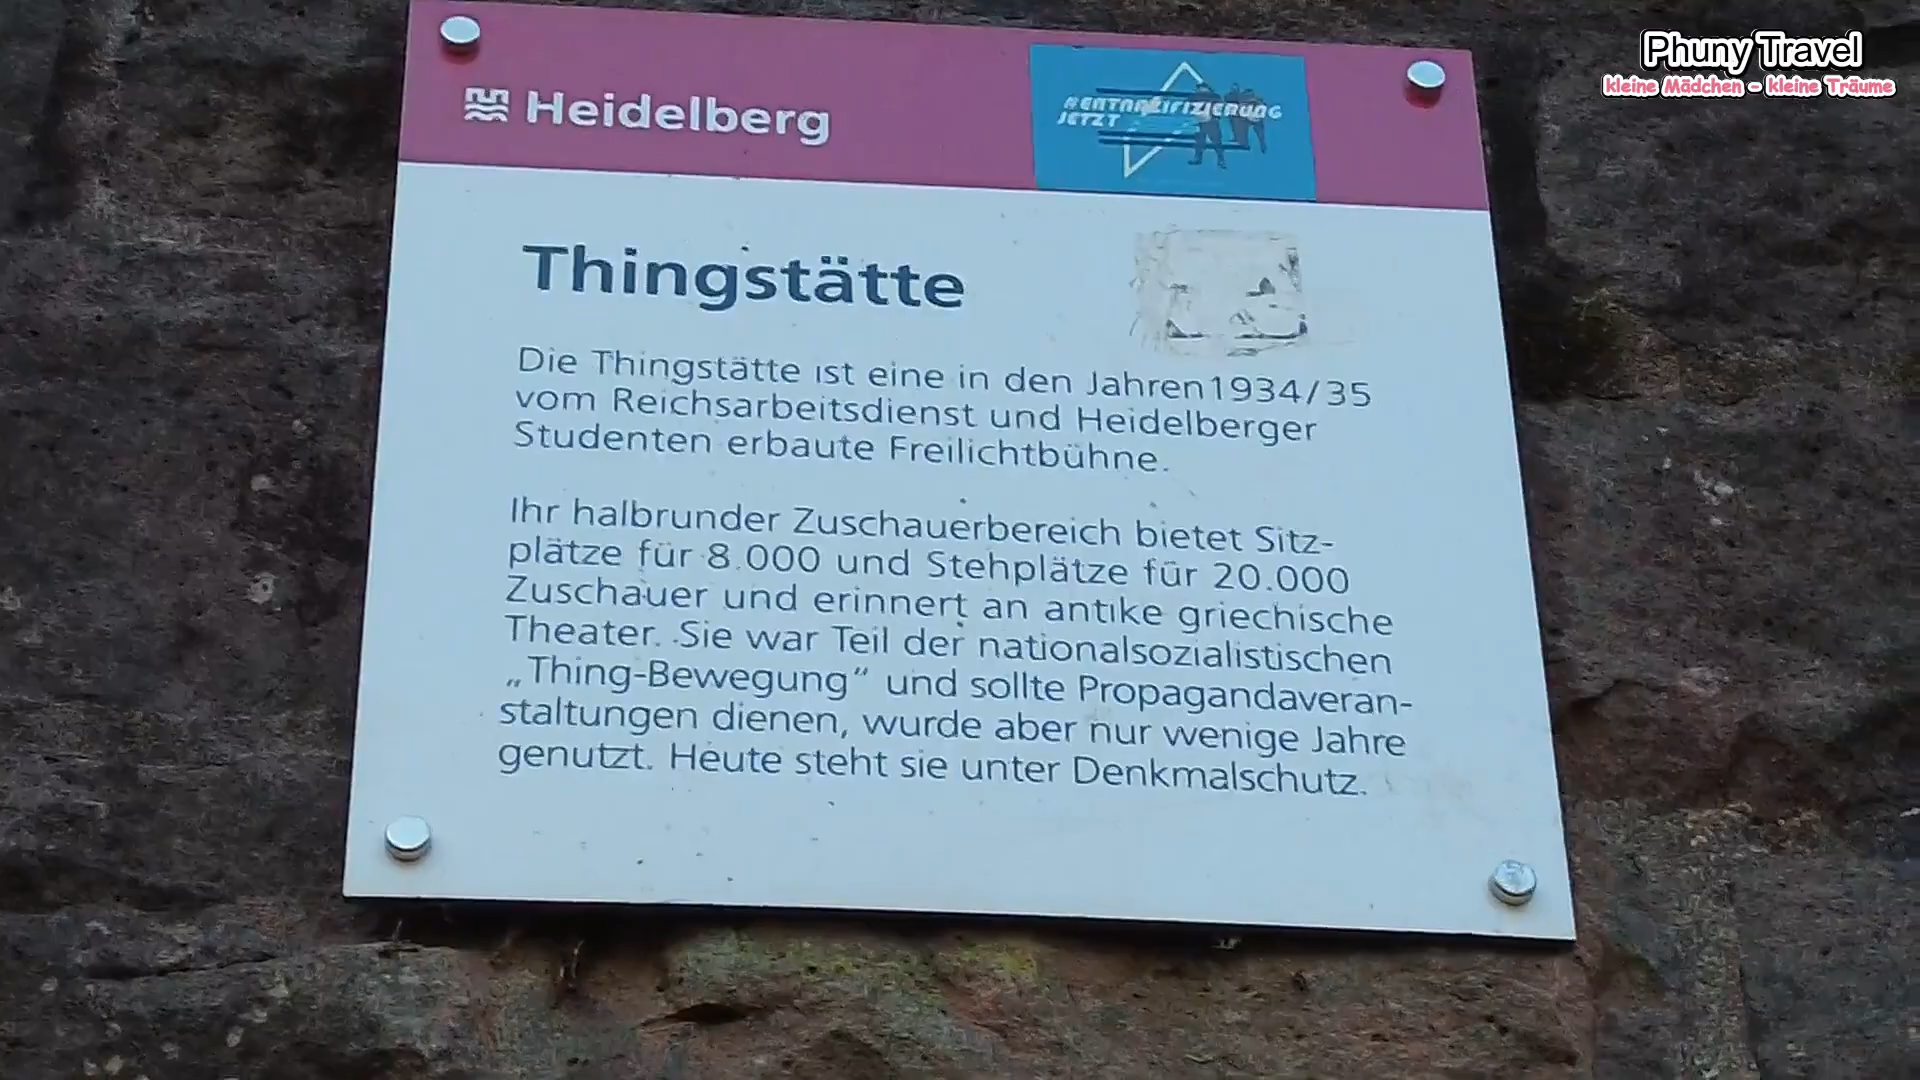 Phuny Travel
kleine Mädchen - kleine Träume
Heidelberg
#ENTNAZIFIZIERUNG
JETZT
Thingstätte
Die Thingstätte ist eine in den Jahren 1934/35
vom Reichsarbeitsdienst und Heidelberger
Studenten erbaute Freilichtbühne.
Ihr halbrunder Zuschauerbereich bietet Sitz-
plätze für 8.000 und Stehplätze für 20.000
Zuschauer und erinnert an antike griechische
Theater. Sie war Teil der nationalsozialistischen
„Thing-Bewegung“ und sollte Propagandaveran-
staltungen dienen, wurde aber nur wenige Jahre
genutzt. Heute steht sie unter Denkmalschutz.